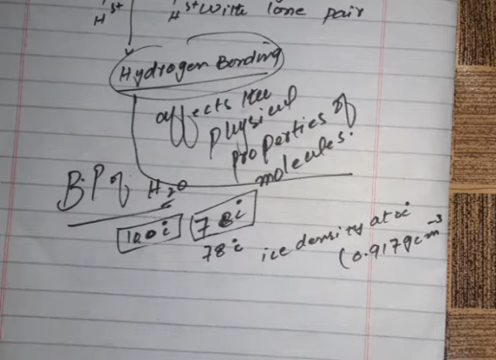 H δ+ H δ+ with lone pair
Hydrogen Bonding
affects the
physical
properties of
molecules.
BP of H2O
100°C 78°C
78°C ice density at 0°C
(0.917 g cm-3